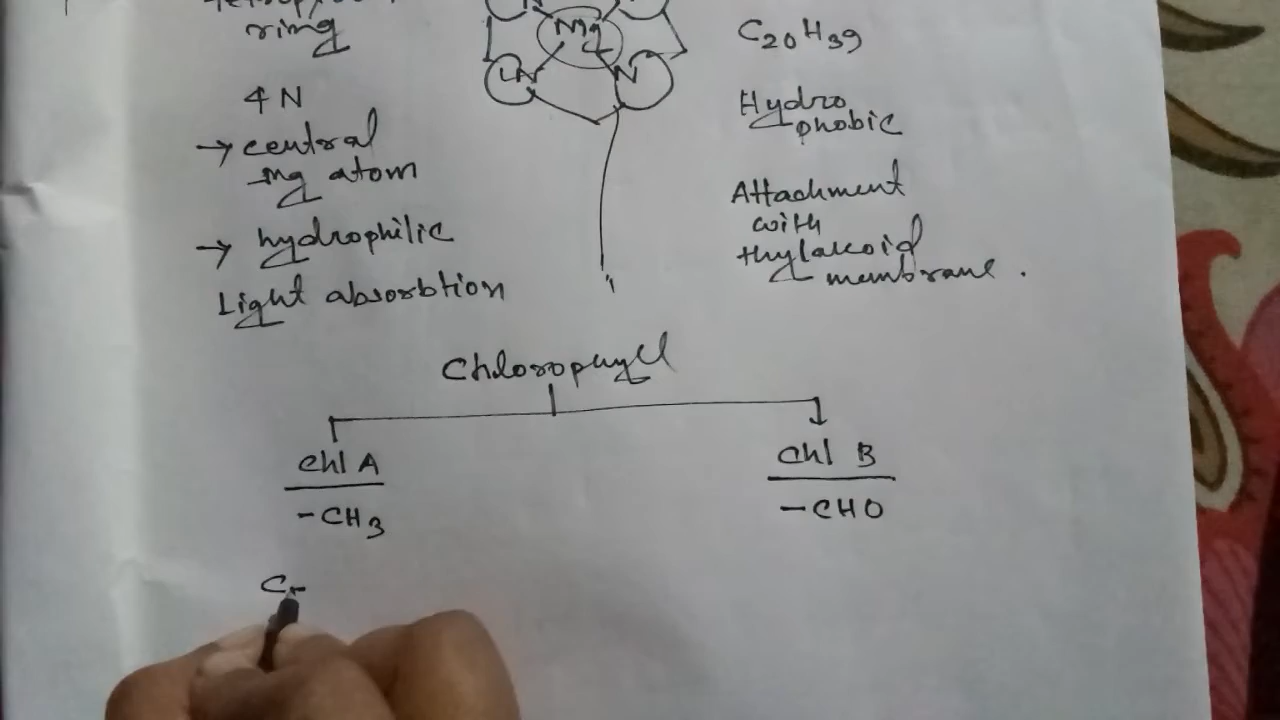 ring
4 N
→ central
Mg atom
→ hydrophilic
Light absorbtion
Mg
N
N
C20H39
Hydro
phobic
Attachment
with
thylakoid
membrane.
Chlorophyll
Chl A
-CH3
Chl B
-CHO
C